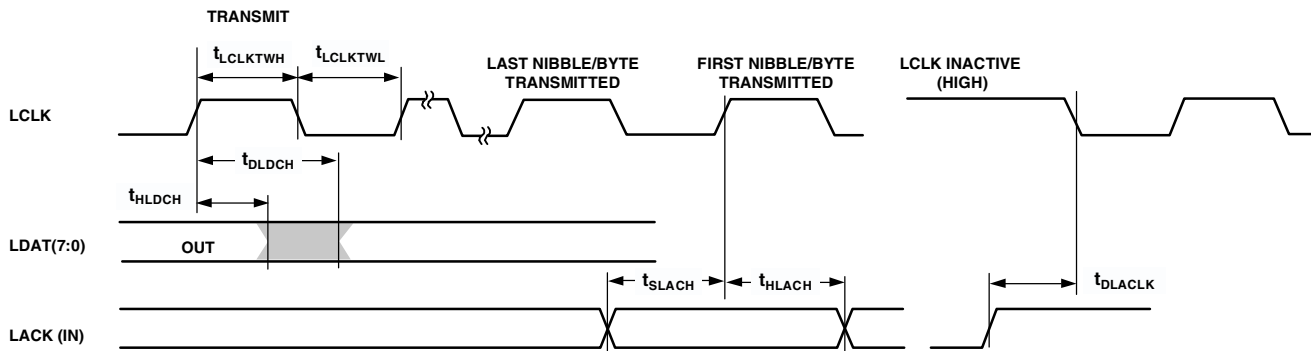 TRANSMIT
tLCLKTWH
tLCLKTWL
LAST NIBBLE/BYTE
TRANSMITTED
FIRST NIBBLE/BYTE
TRANSMITTED
LCLK INACTIVE
(HIGH)
LCLK
tDLDCH
tHLDCH
LDAT(7:0)
OUT
tSLACH
tHLACH
tDLACLK
LACK (IN)